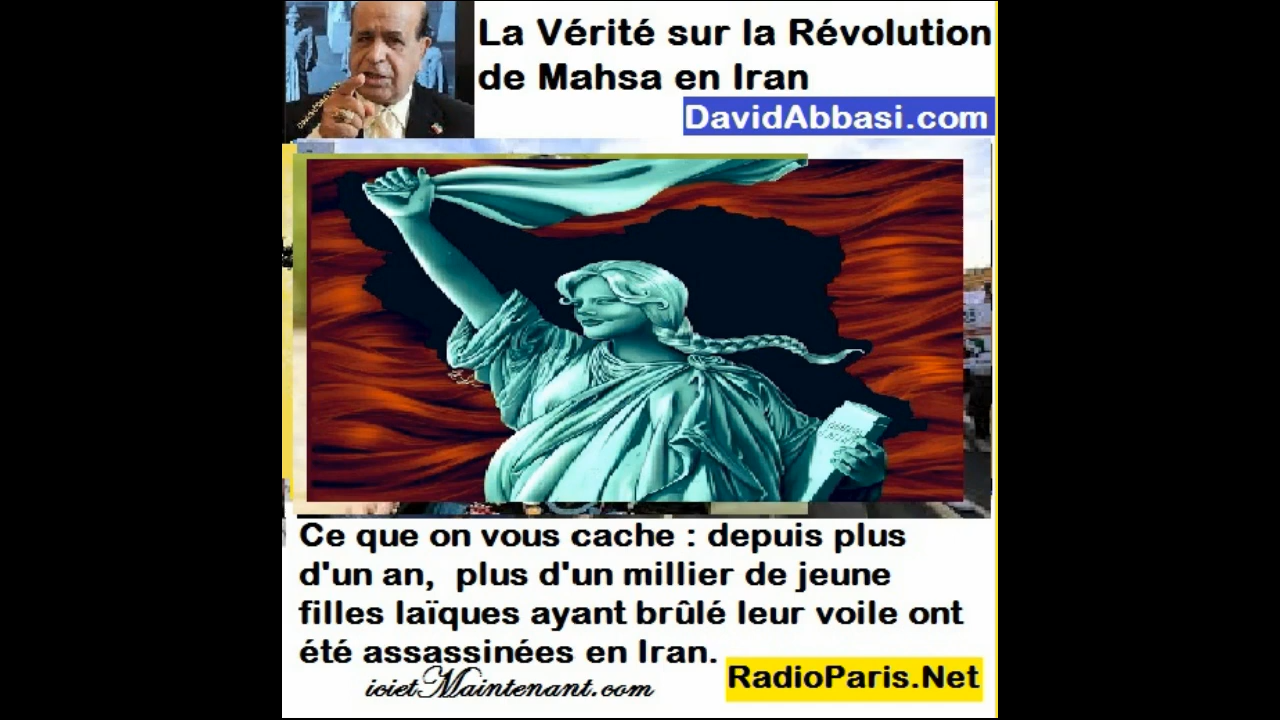 La Vérité sur la Révolution
de Mahsa en Iran
DavidAbbasi.com
Ce que on vous cache : depuis plus
d'un an, plus d'un millier de jeune
filles laïques ayant brûlé leur voile ont
été assassinées en Iran.
icietMaintenant.com
RadioParis.Net